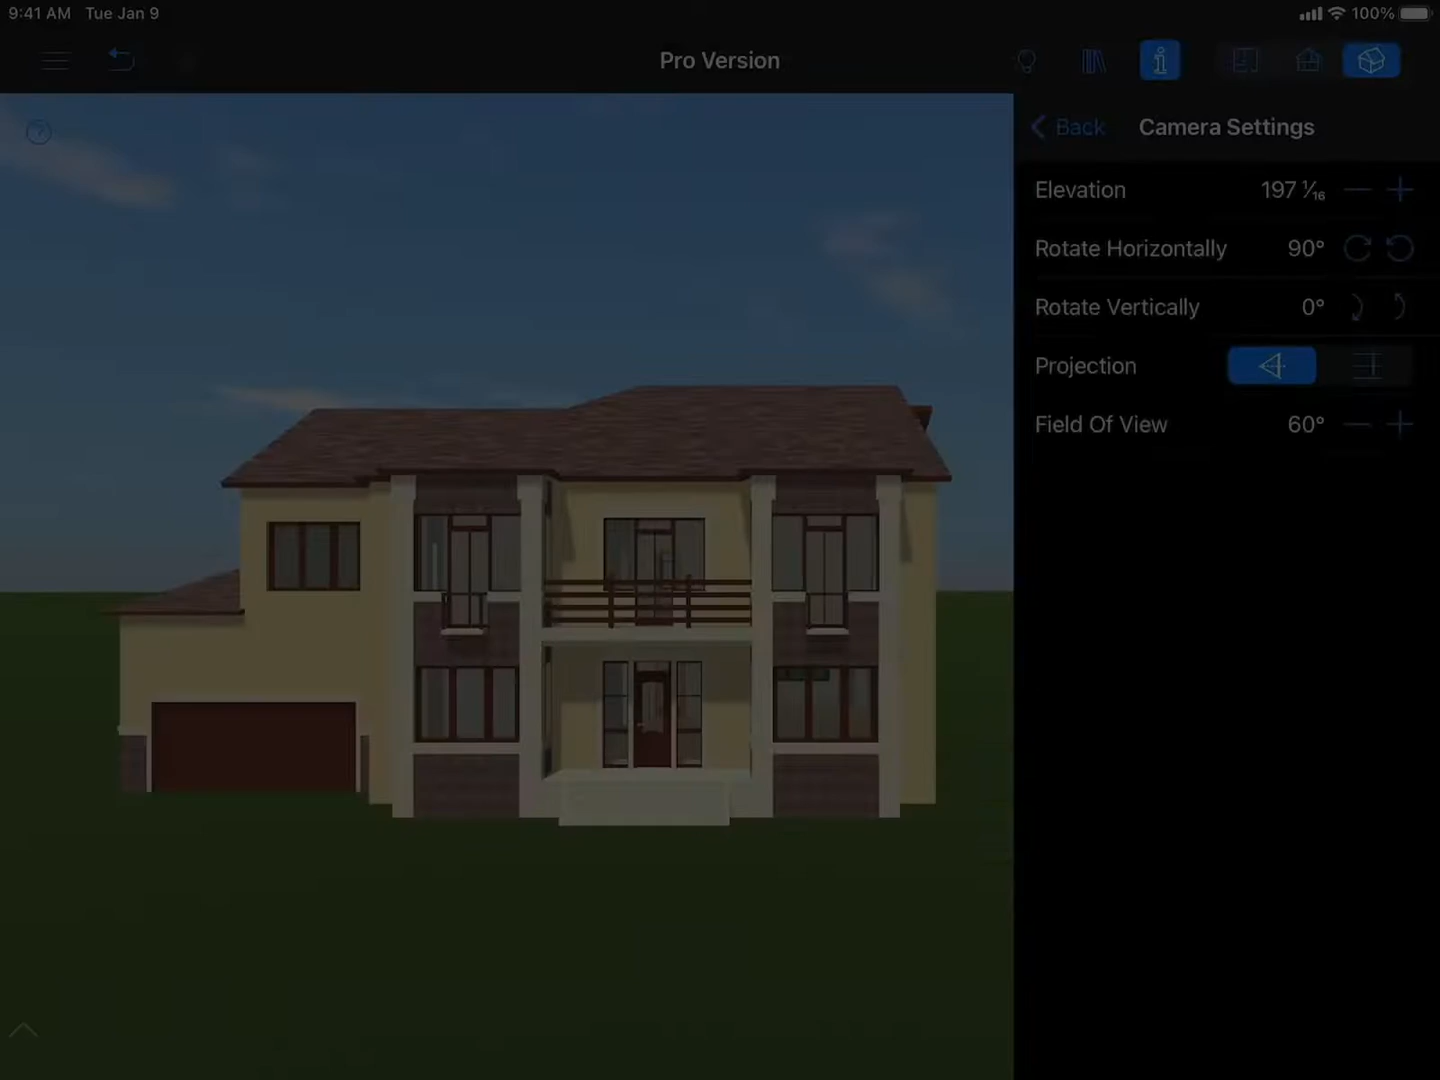 9:41 AM Tue Jan 9 100%
Pro Version
Back Camera Settings
Elevation 197 1/16
Rotate Horizontally 90°
Rotate Vertically 0°
Projection
Field Of View 60°